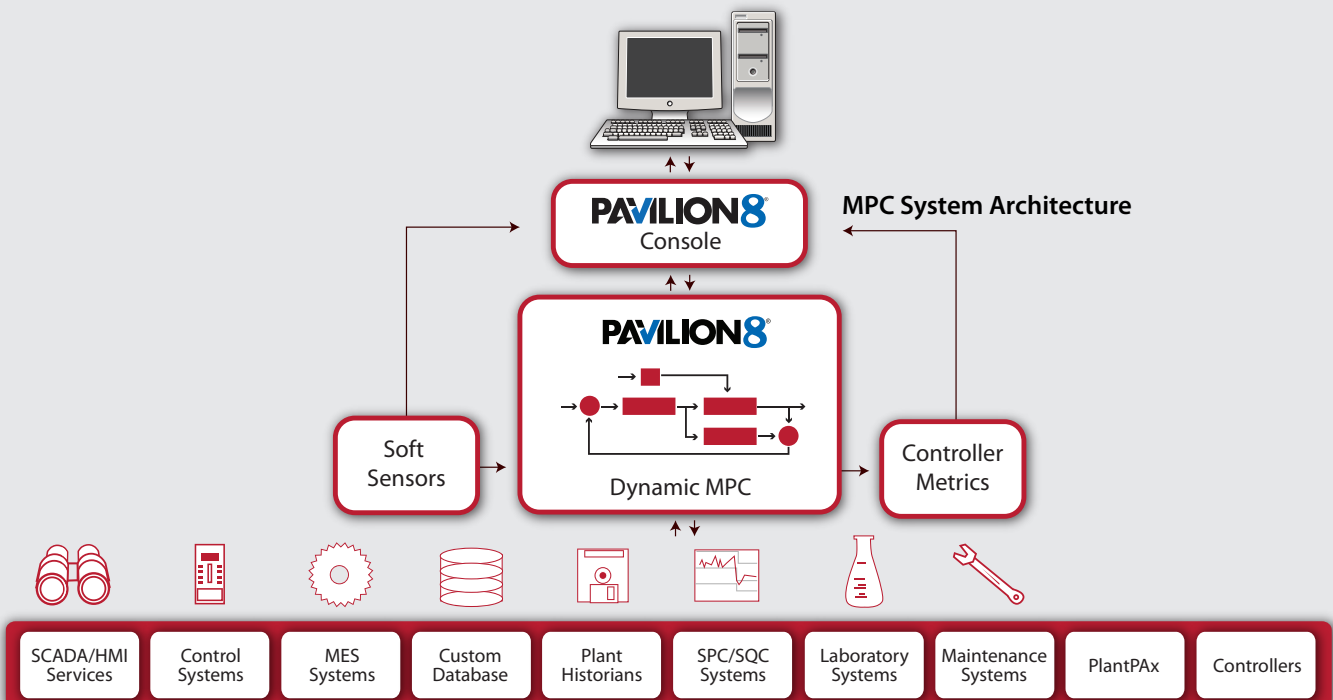 PAVILION8®
Console
MPC System Architecture
PAVILION8®
Soft
Sensors
Dynamic MPC
Controller
Metrics
SCADA/HMI
Services
Control
Systems
MES
Systems
Custom
Database
Plant
Historians
SPC/SQC
Systems
Laboratory
Systems
Maintenance
Systems
PlantPAx
Controllers